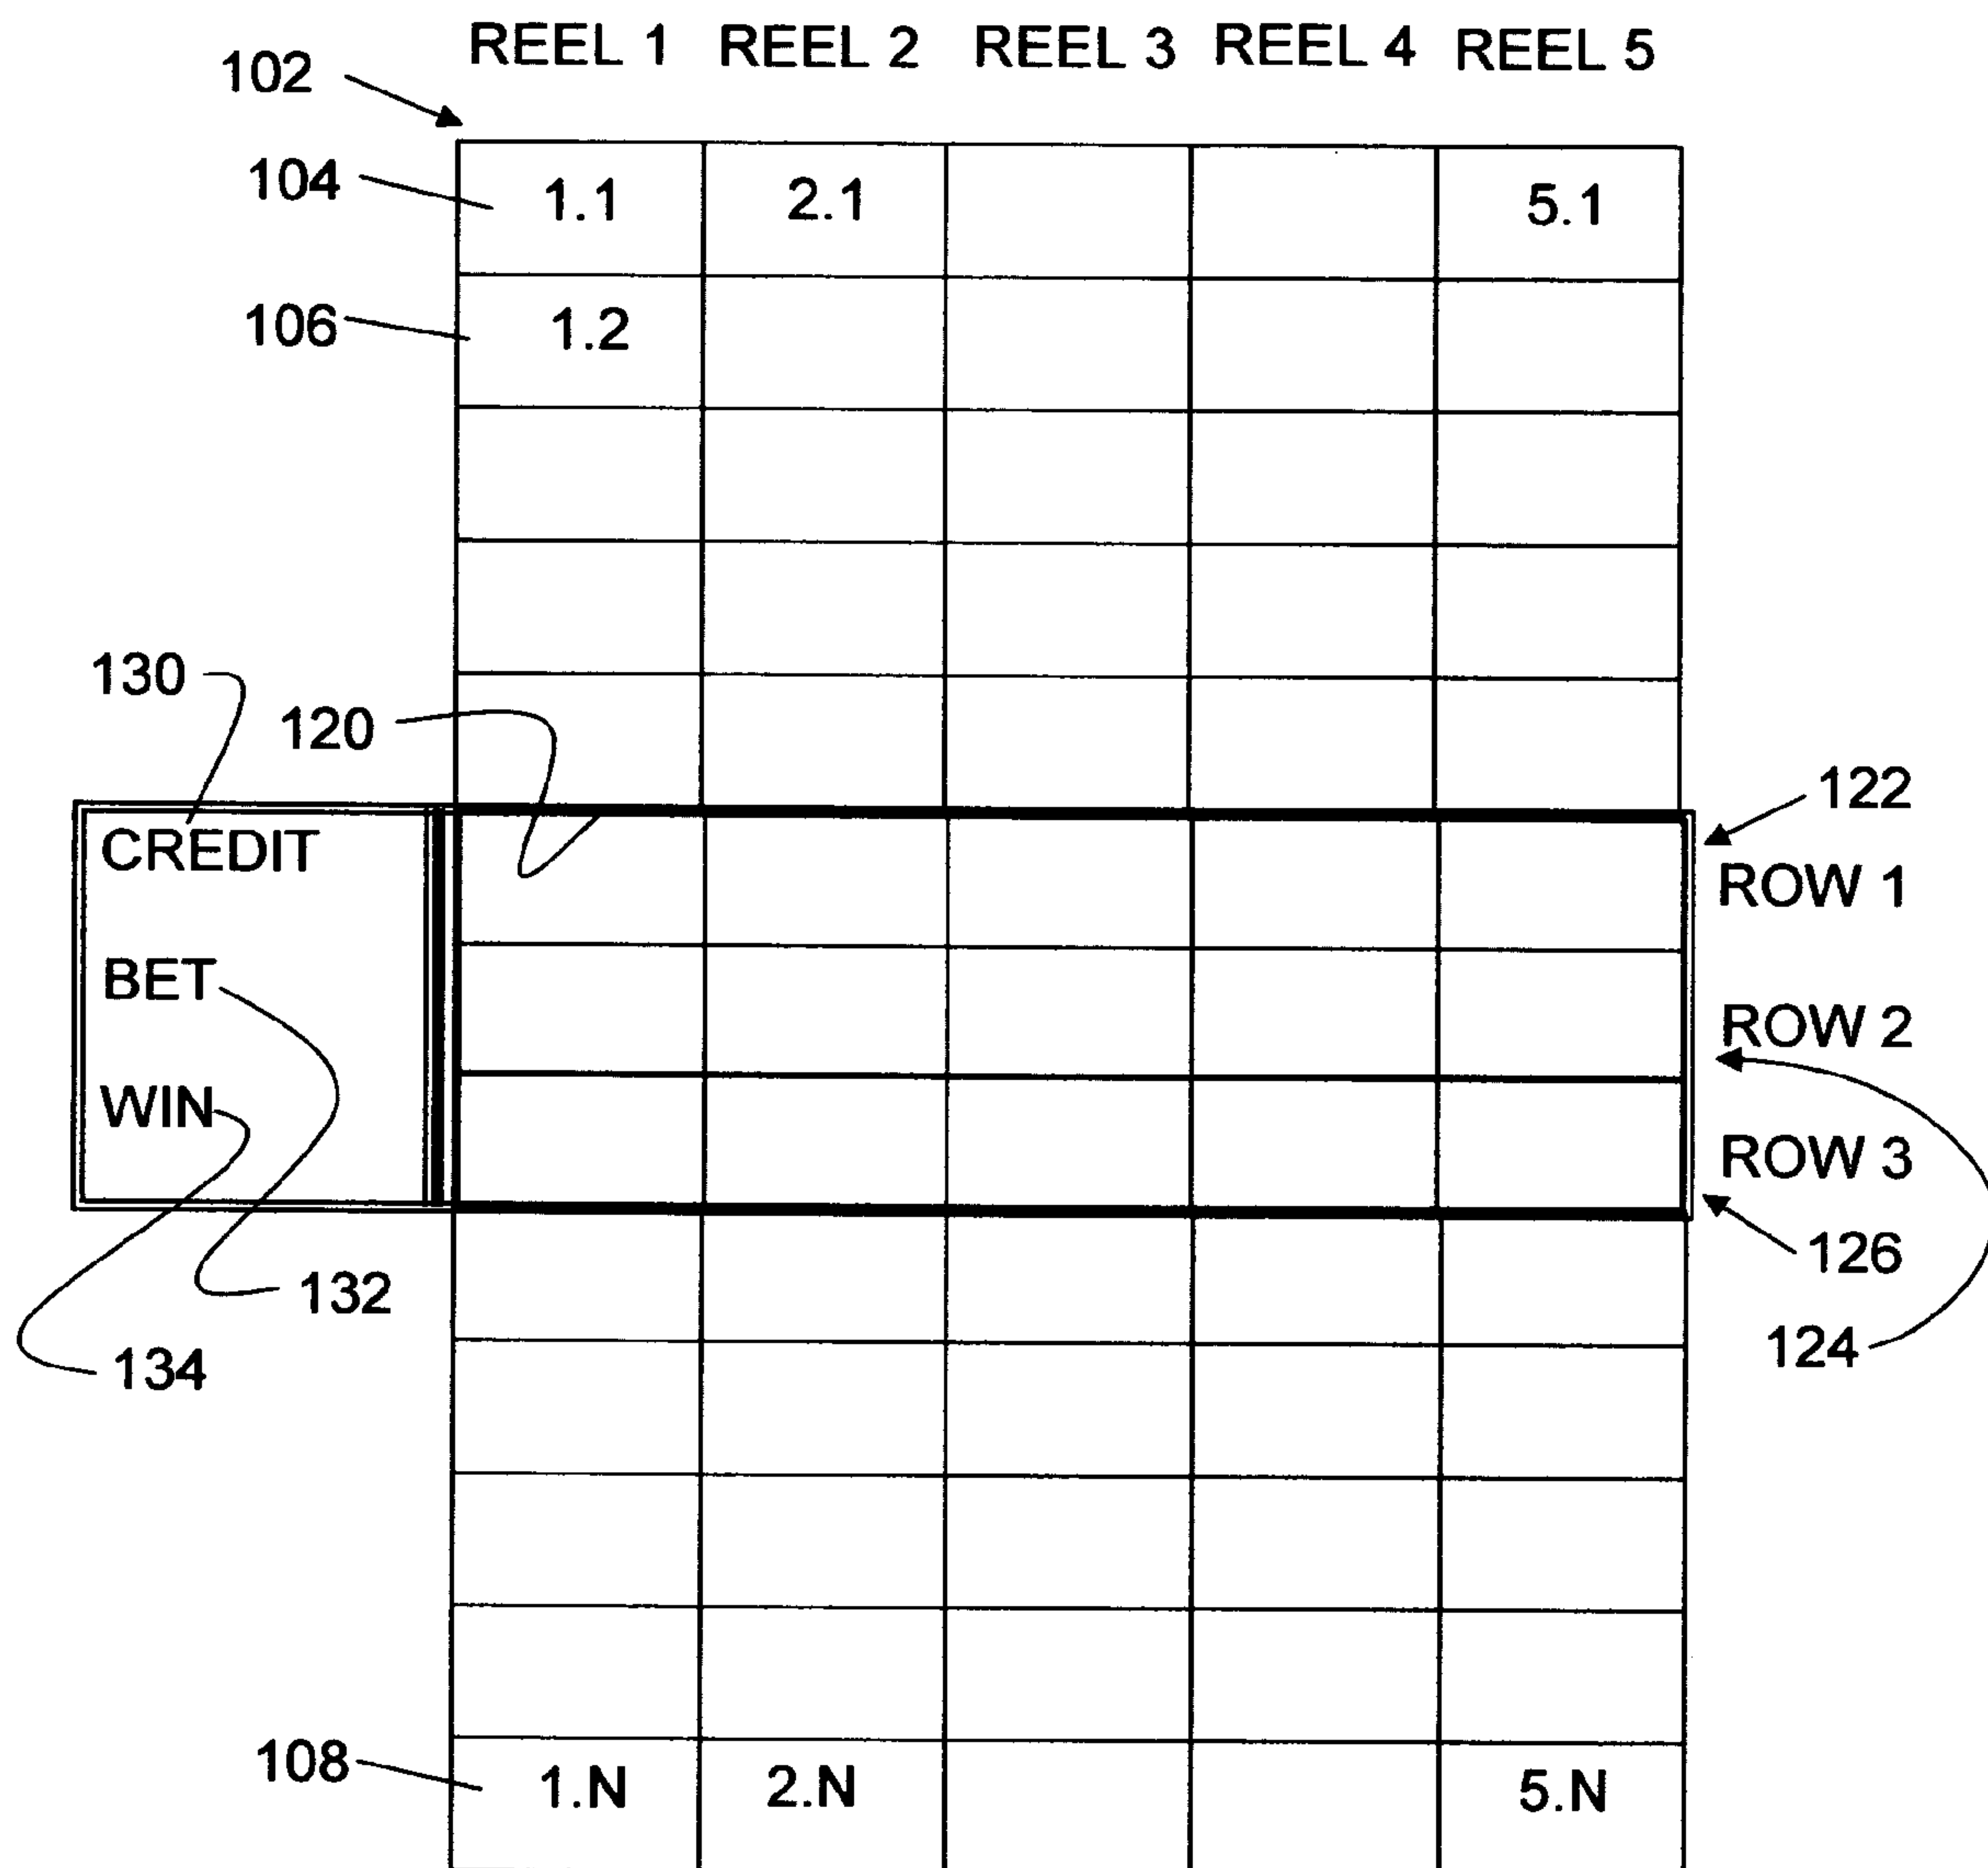 REEL 1 REEL 2 REEL 3 REEL 4 REEL 5
102
104 1.1 2.1 5.1
106 1.2
130
120
122
CREDIT
ROW 1
BET
ROW 2
WIN
ROW 3
126
132
124
134
108 1.N 2.N 5.N